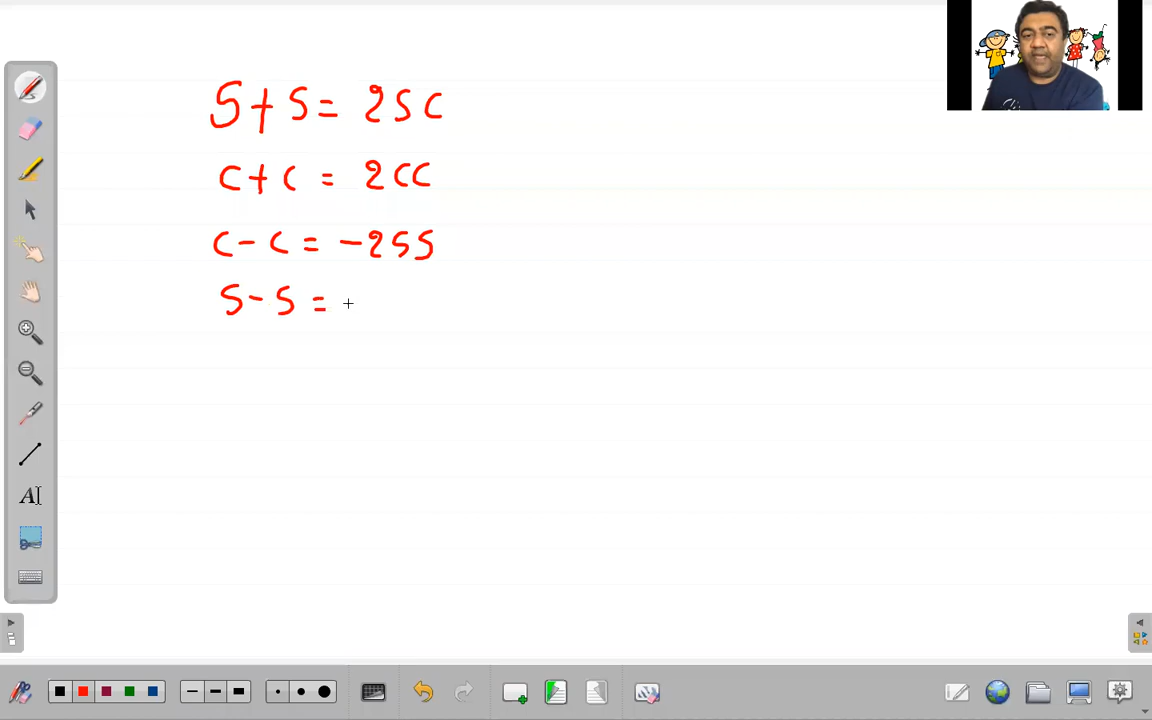 S+S= 2SC
C+C = 2CC
C-C = -2SS
S-S =